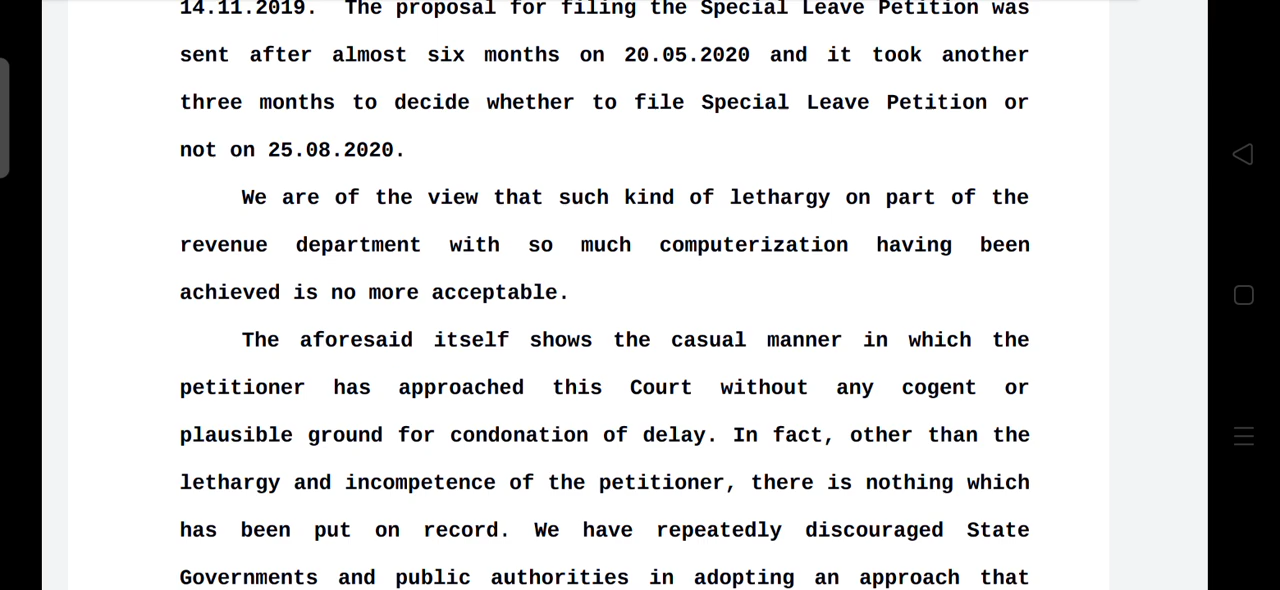 14.11.2019. The proposal for filing the Special Leave Petition was
sent after almost six months on 20.05.2020 and it took another
three months to decide whether to file Special Leave Petition or
not on 25.08.2020.
We are of the view that such kind of lethargy on part of the
revenue department with so much computerization having been
achieved is no more acceptable.
The aforesaid itself shows the casual manner in which the
petitioner has approached this Court without any cogent or
plausible ground for condonation of delay. In fact, other than the
lethargy and incompetence of the petitioner, there is nothing which
has been put on record. We have repeatedly discouraged State
Governments and public authorities in adopting an approach that